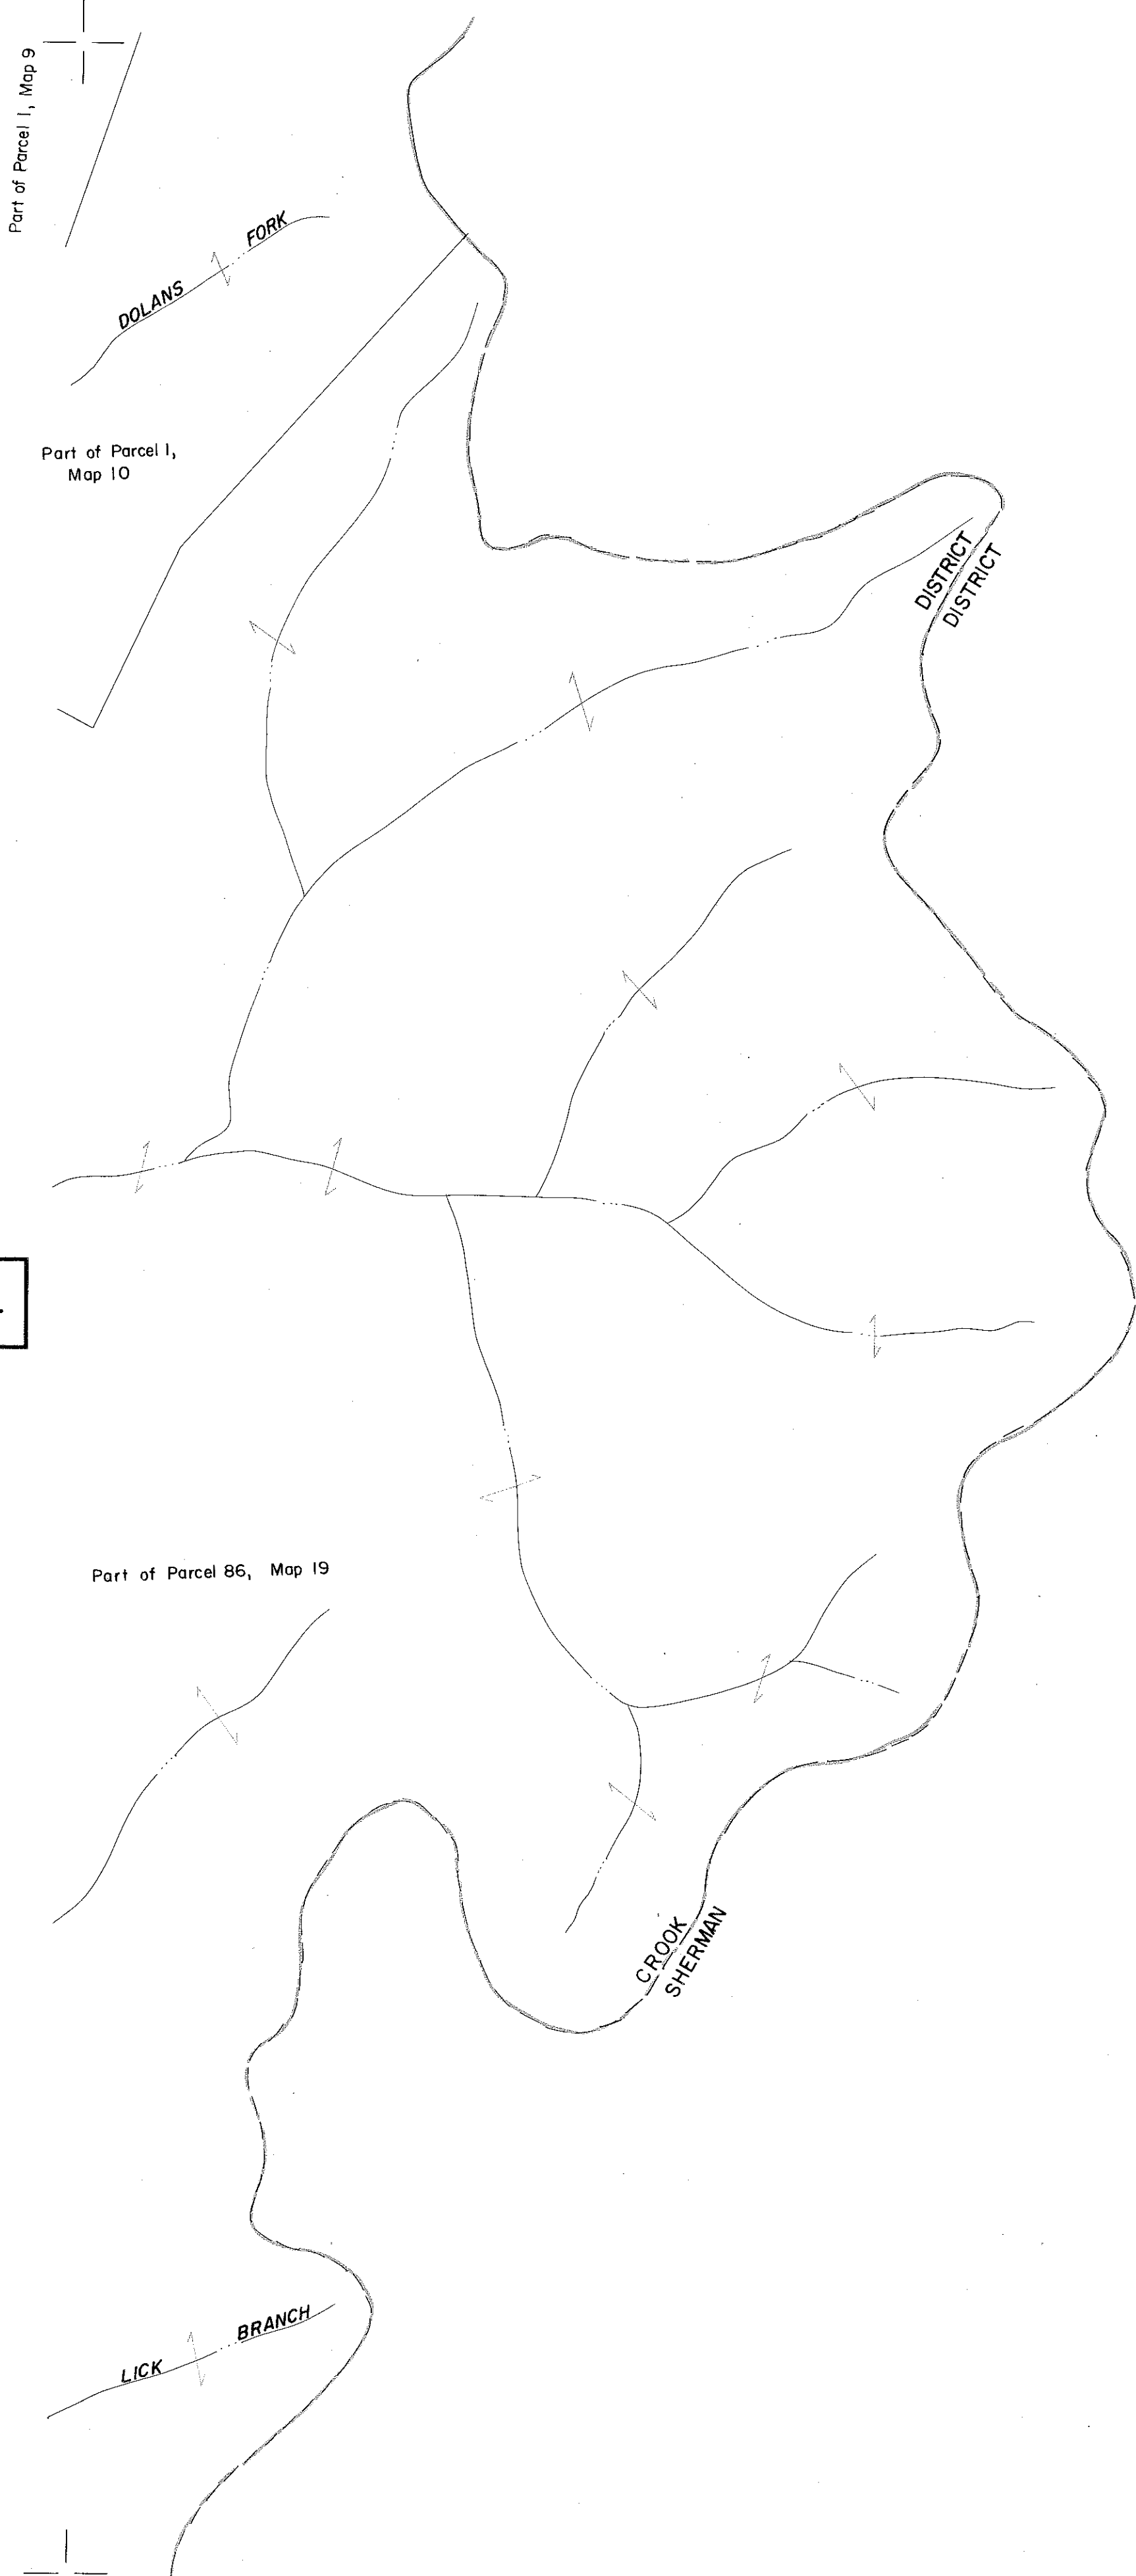 Part of Parcel 1, Map 9
DOLANS FORK
Part of Parcel 1,
Map 10
DISTRICT
DISTRICT
Part of Parcel 86, Map 19
CROOK
SHERMAN
LICK BRANCH